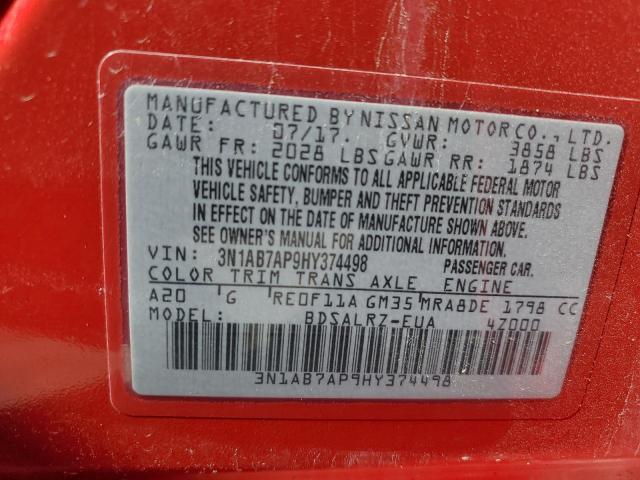 MANUFACTURED BY NISSAN MOTOR CO., LTD.
DATE: 07/17. GVWR: 3858 LBS
GAWR FR: 2028 LBS GAWR RR: 1874 LBS
THIS VEHICLE CONFORMS TO ALL APPLICABLE FEDERAL MOTOR
VEHICLE SAFETY, BUMPER AND THEFT PREVENTION STANDARDS
IN EFFECT ON THE DATE OF MANUFACTURE SHOWN ABOVE.
SEE OWNER'S MANUAL FOR ADDITIONAL INFORMATION.
VIN: 3N1AB7AP9HY374498 PASSENGER CAR.
COLOR TRIM TRANS AXLE ENGINE
A20 G RE0F11A GM35 MRA8DE 1798 CC
MODEL: BDSALRZ-EUA 4Z000
3N1AB7AP9HY374498